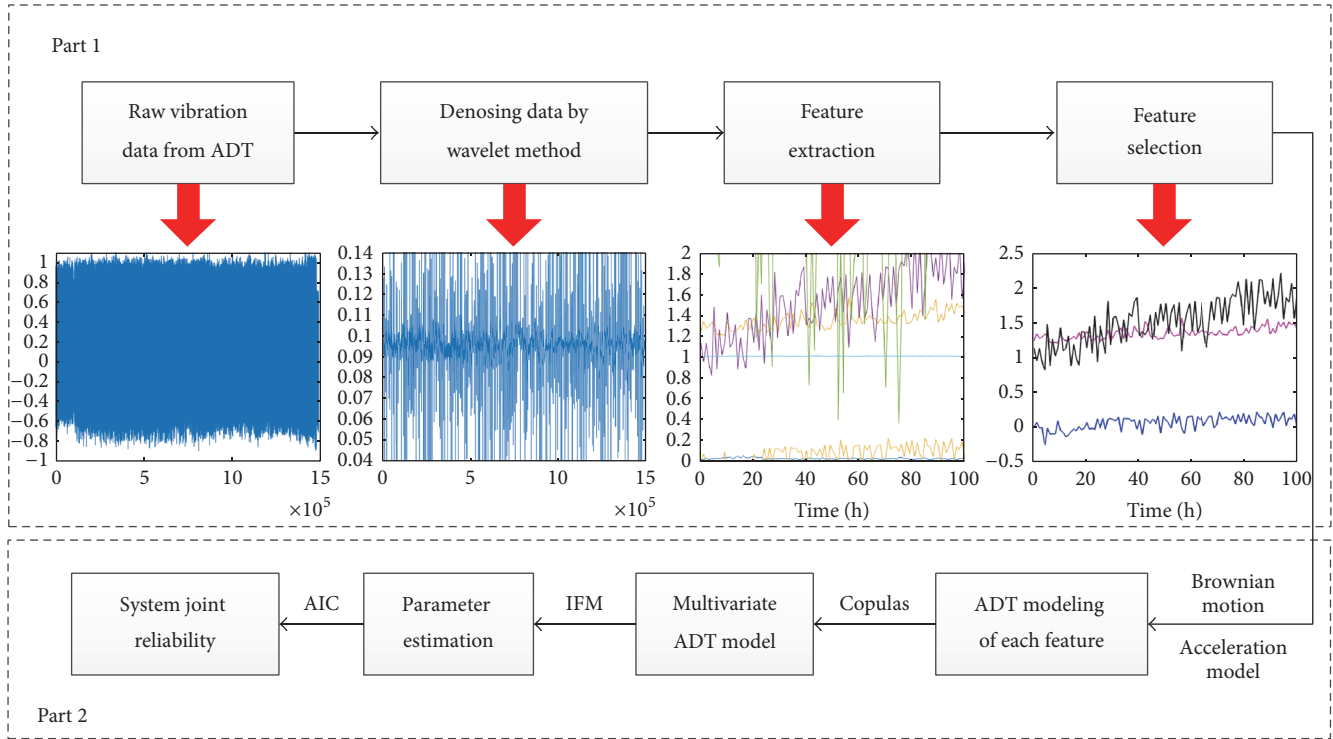 Part 1
Raw vibration
data from ADT
Denosing data by
wavelet method
Feature
extraction
Feature
selection
1
0.8
0.6
0.4
0.2
0
−0.2
−0.4
−0.6
−0.8
−1
0
5
10
15
×10^5
0.14
0.13
0.12
0.11
0.1
0.09
0.08
0.07
0.06
0.05
0.04
0
5
10
15
×10^5
2
1.8
1.6
1.4
1.2
1
0.8
0.6
0.4
0.2
0
0
20
40
60
80
100
Time (h)
2.5
2
1.5
1
0.5
0
−0.5
0
20
40
60
80
100
Time (h)
System joint
reliability
AIC
Parameter
estimation
IFM
Multivariate
ADT model
Copulas
ADT modeling
of each feature
Brownian
motion
Acceleration
model
Part 2